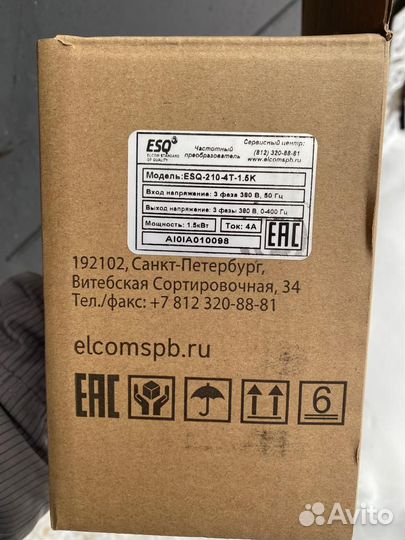 ESQ
ELCOM STANDARD
OF QUALITY
Частотный
преобразователь
Сервисный центр:
(812) 320-88-81
www.elcomspb.ru
Модель:ESQ-210-4T-1.5K
Вход напряжение: 3 фаза 380 В, 50 Гц
Выход напряжение: 3 фазы 380 В, 0-400 Гц
Мощность: 1.5кВт Ток: 4А
EAC
AI0IA010098
192102, Санкт-Петербург,
Витебская Сортировочная, 34
Тел./факс: +7 812 320-88-81
elcomspb.ru
EAC 6
Avito